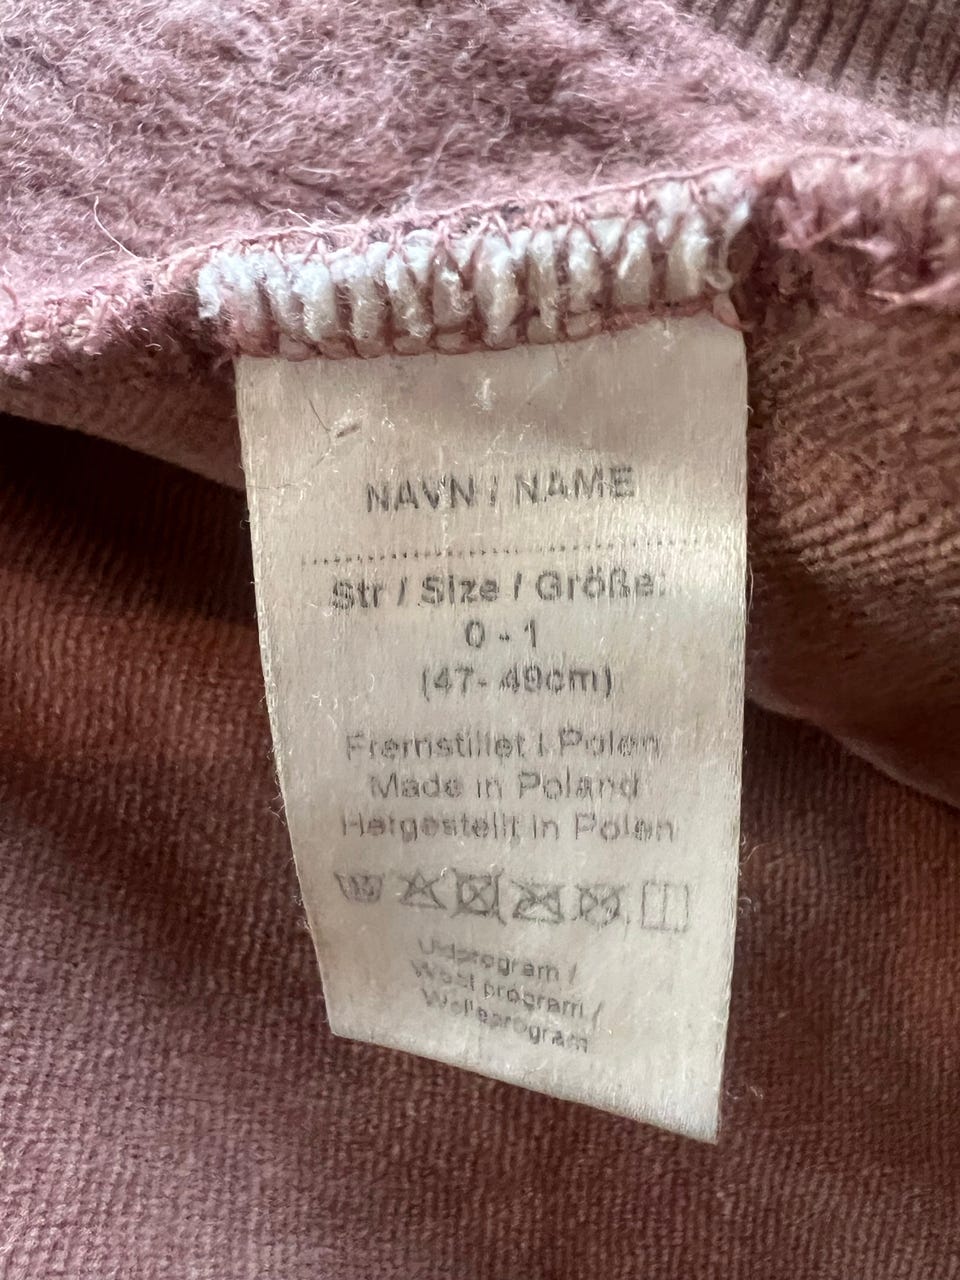 NAVN / NAME
Str / Size / Größe:
0 - 1
(47- 49cm)
Fremstillet i Polen
Made in Poland
Hergestellt in Polen
Uldprogram /
Wool program /
Wolleprogram